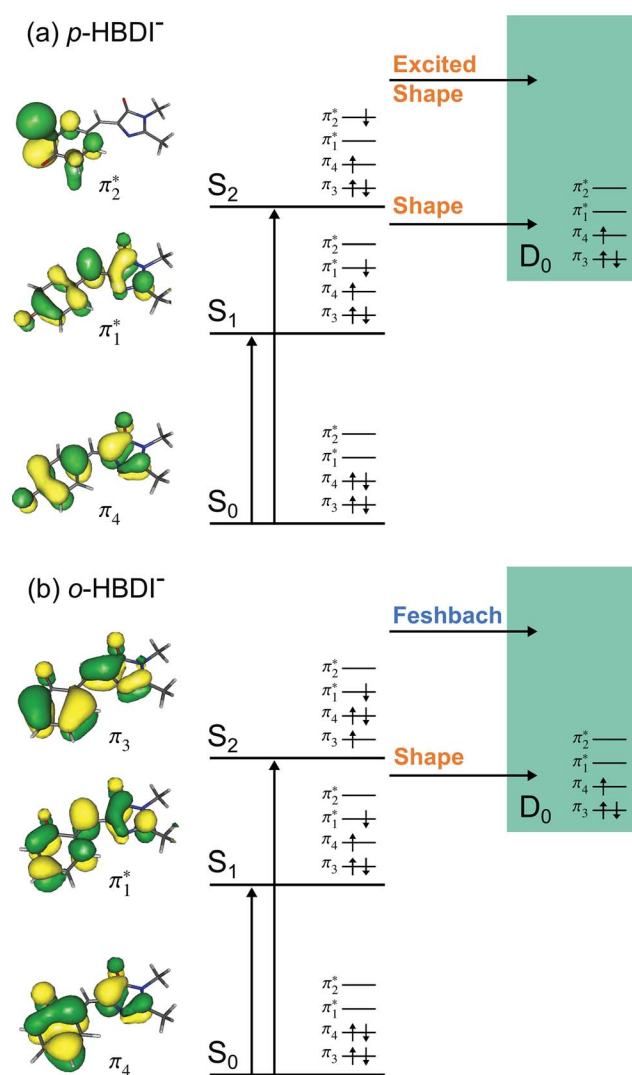 (a) p-HBDI⁻
Excited
Shape
π₂*
π₂*
π₁*
π₄
π₃
S₂
Shape
π₂*
π₁*
π₄
π₃
D₀
π₁*
π₂*
π₁*
π₄
π₃
S₁
π₄
π₂*
π₁*
π₄
π₃
S₀
(b) o-HBDI⁻
Feshbach
π₃
π₂*
π₁*
π₄
π₃
S₂
Shape
π₂*
π₁*
π₄
π₃
D₀
π₁*
π₂*
π₁*
π₄
π₃
S₁
π₄
π₂*
π₁*
π₄
π₃
S₀